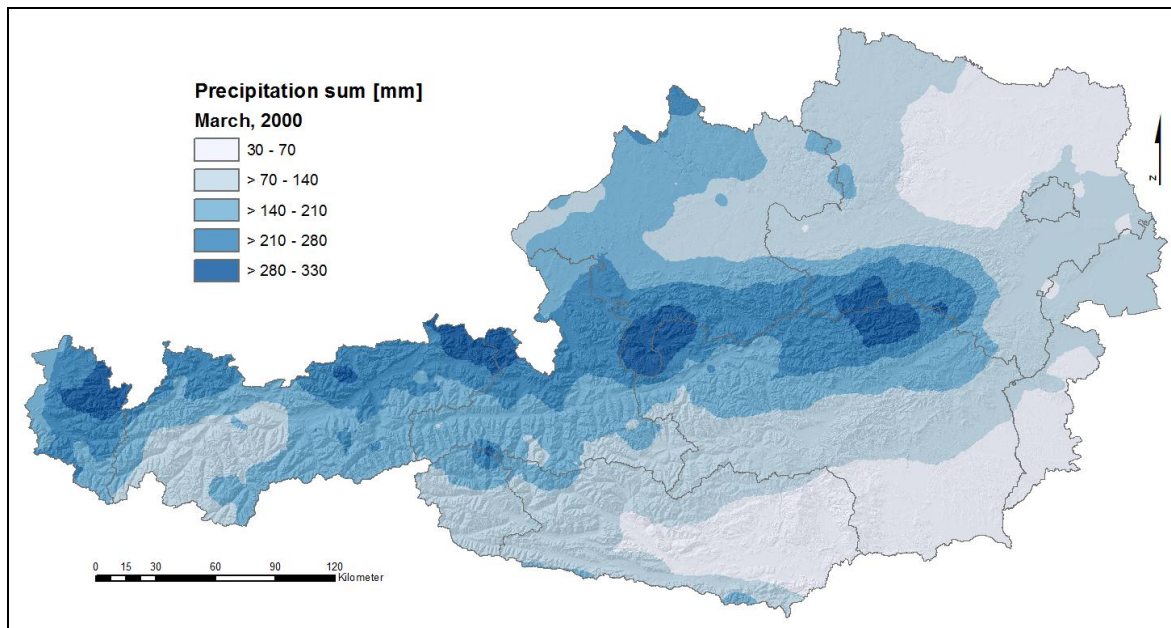 Precipitation sum [mm]
March, 2000
30 - 70
> 70 - 140
> 140 - 210
> 210 - 280
> 280 - 330
N
0 15 30 60 90 120
Kilometer